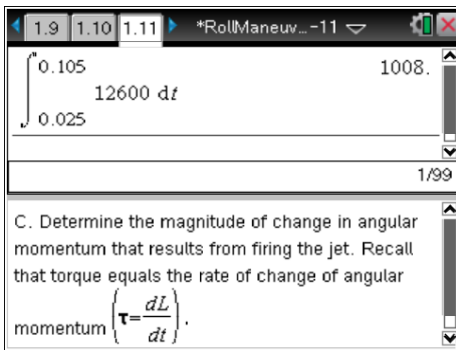 1.9 1.10 1.11 *RollManeuv...-11
0.105
∫ 12600 dt 1008.
0.025
1/99
C. Determine the magnitude of change in angular
momentum that results from firing the jet. Recall
that torque equals the rate of change of angular
momentum (τ=dL/dt).